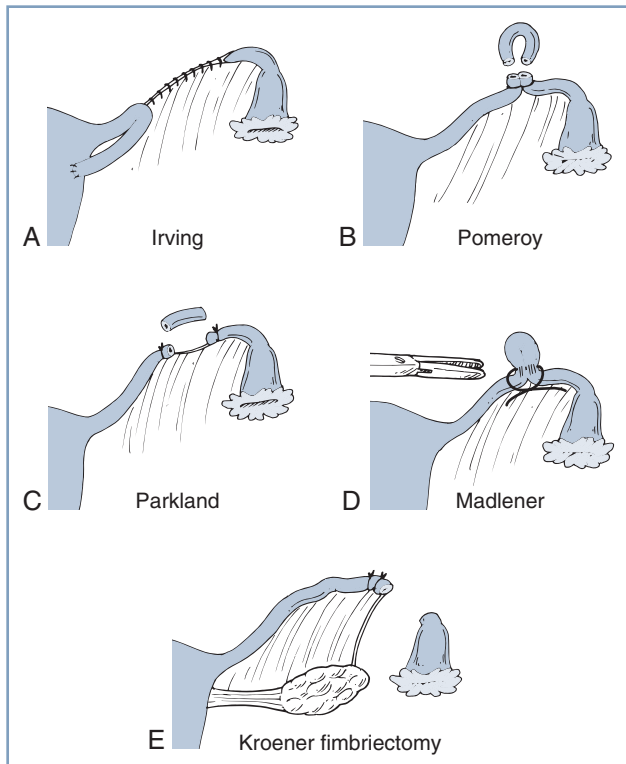 A Irving
B Pomeroy
C Parkland
D Madlener
E Kroener fimbriectomy